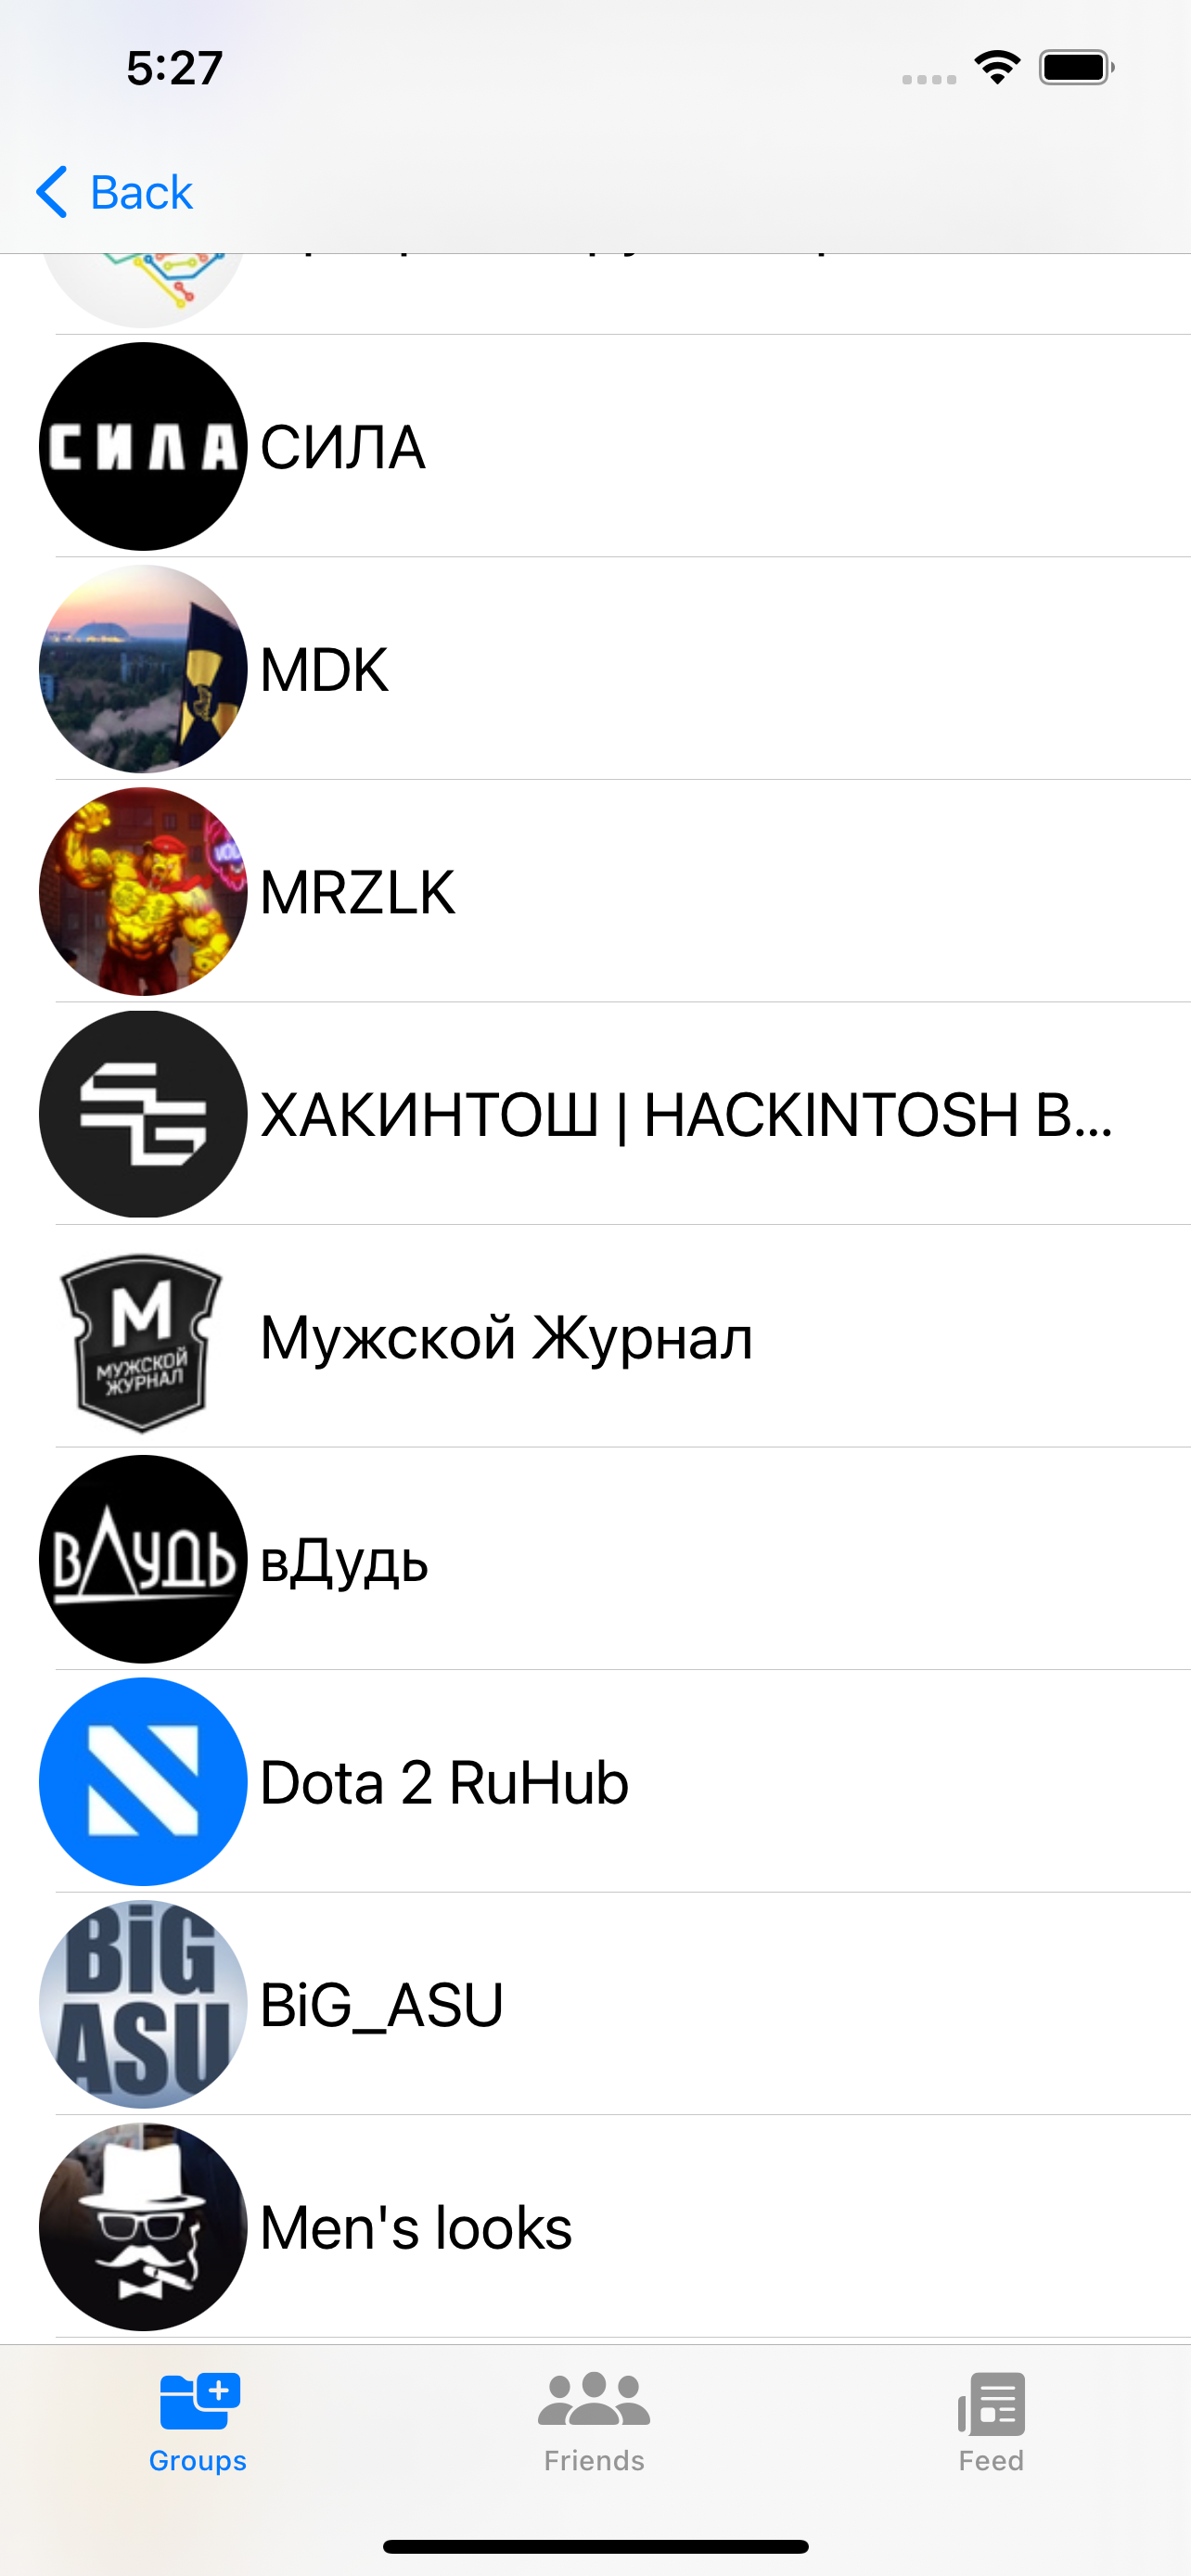 5:27
Back
СИЛА
СИЛА
MDK
MRZLK
ХАКИНТОШ | HACKINTOSH B...
М
МУЖСКОЙ
ЖУРНАЛ
Мужской Журнал
вДудь
вДудь
Dota 2 RuHub
BiG
ASU
BiG_ASU
Men's looks
Groups
Friends
Feed